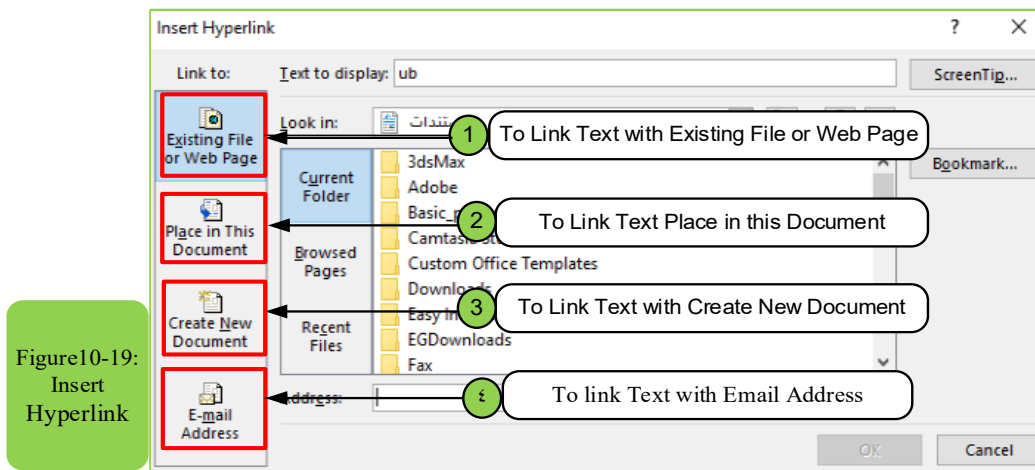 Insert Hyperlink
? X
Link to:
Text to display: ub
ScreenTip...
Existing File
or Web Page
Look in:
1 To Link Text with Existing File or Web Page
Bookmark...
Current
Folder
3dsMax
Adobe
2 To Link Text Place in this Document
Place in This
Document
Browsed
Pages
Custom Office Templates
Downloads
3 To Link Text with Create New Document
Create New
Document
Recent
Files
EGDownloads
Fax
Figure10-19:
Insert
Hyperlink
Address:
٤ To link Text with Email Address
E-mail
Address
OK
Cancel